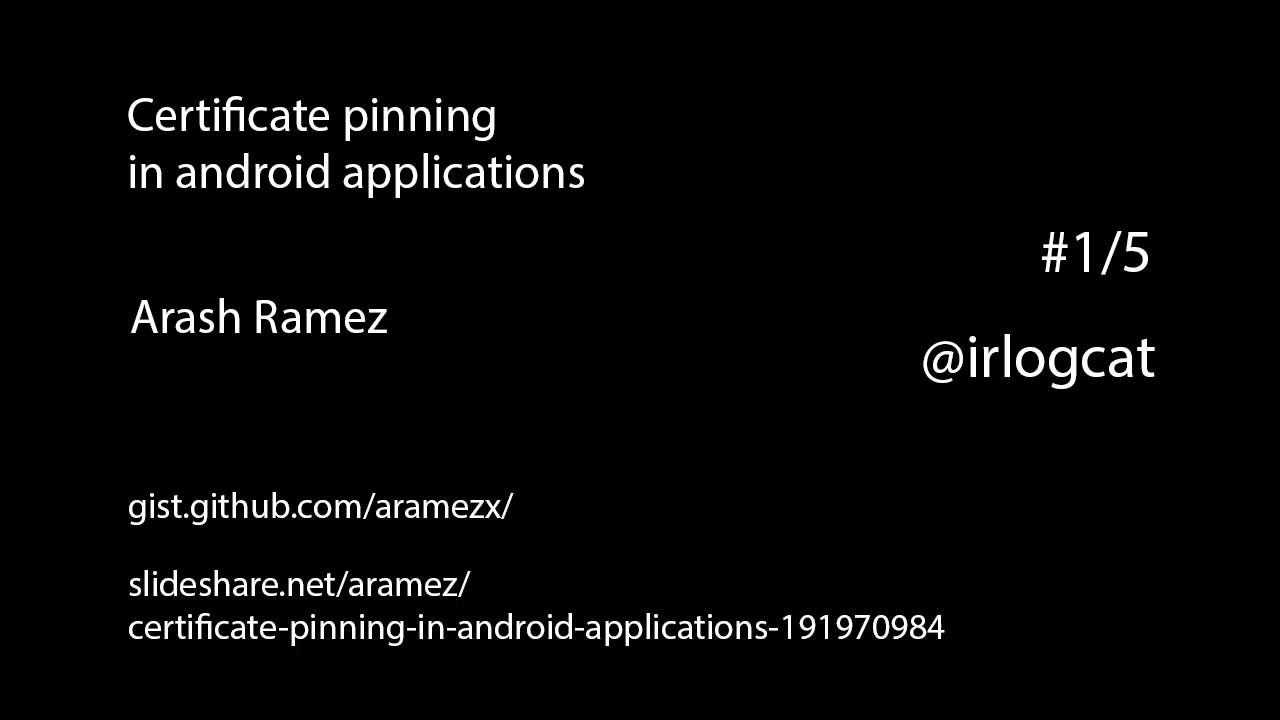 Certificate pinning
in android applications
#1/5
Arash Ramez
@irlogcat
gist.github.com/aramezx/
slideshare.net/aramez/
certificate-pinning-in-android-applications-191970984